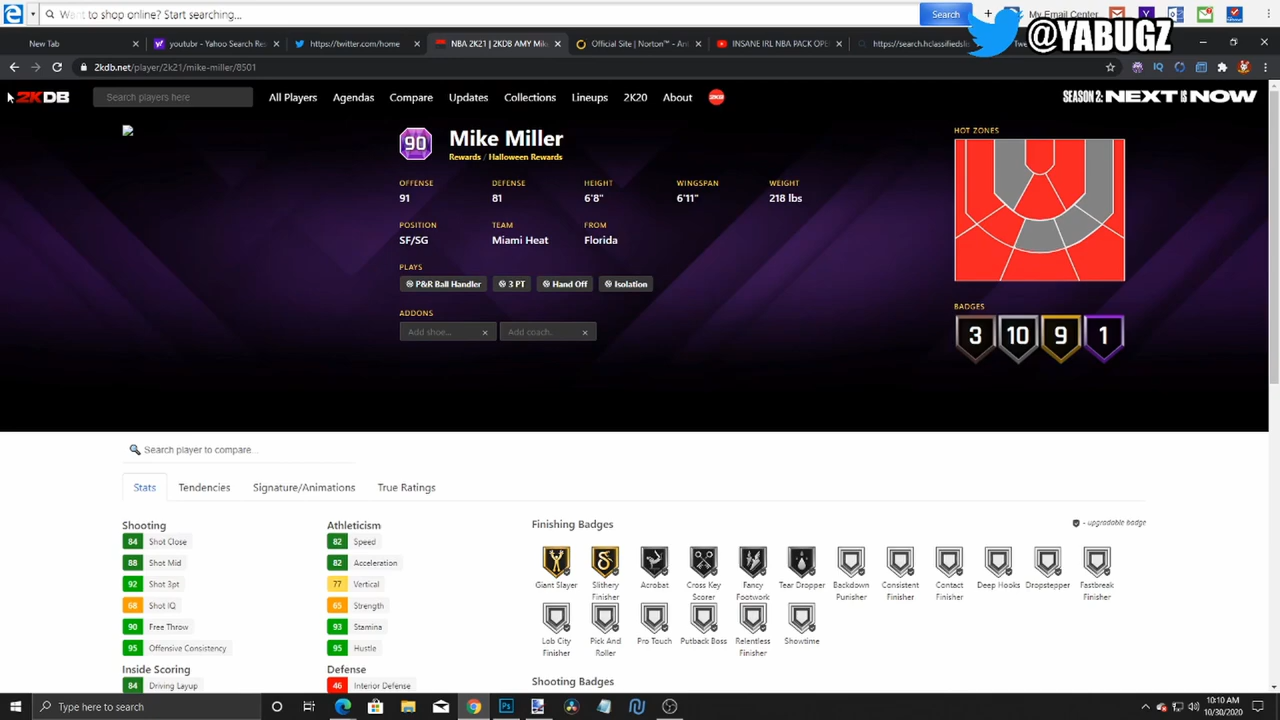 Want to shop online? Start searching...
Search
My Email Center
@YABUGZ
New Tab
youtubr - Yahoo Search Res
https://twitter.com/home
NBA 2K21 | 2KDB AMY Mik
Official Site | Norton™ - Ant
INSANE IRL NBA PACK OPE
https://search.hclassifieds
2kdb.net/player/2k21/mike-miller/8501
2KDB
Search players here
All Players
Agendas
Compare
Updates
Collections
Lineups
2K20
About
SEASON 2: NEXT IS NOW
90
Mike Miller
Rewards / Halloween Rewards
OFFENSE
DEFENSE
HEIGHT
WINGSPAN
WEIGHT
91
81
6'8"
6'11"
218 lbs
POSITION
TEAM
FROM
SF/SG
Miami Heat
Florida
PLAYS
P&R Ball Handler
3 PT
Hand Off
Isolation
ADDONS
Add shoe...
×
Add coach.
×
HOT ZONES
BADGES
3
10
9
1
Search player to compare...
Stats
Tendencies
Signature/Animations
True Ratings
Shooting
84 Shot Close
88 Shot Mid
92 Shot 3pt
68 Shot IQ
90 Free Throw
95 Offensive Consistency
Inside Scoring
84 Driving Layup
Athleticism
82 Speed
82 Acceleration
77 Vertical
65 Strength
93 Stamina
95 Hustle
Defense
46 Interior Defense
Finishing Badges
- upgradable badge
Giant Slayer
Slithery Finisher
Acrobat
Cross Key Scorer
Fancy Footwork
Tear Dropper
Backdown Punisher
Consistent Finisher
Contact Finisher
Deep Hooks
Dropstepper
Fastbreak Finisher
Lob City Finisher
Pick And Roller
Pro Touch
Putback Boss
Relentless Finisher
Showtime
Shooting Badges
Type here to search
10:10 AM
10/30/2020